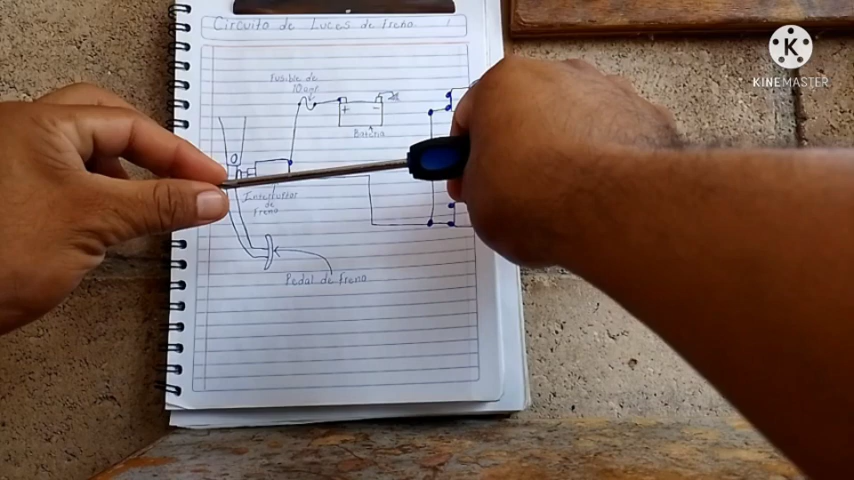 Circuito de Luces de freno
Fusible de
10 amp
+ -
Bateria
Interruptor
de
freno
Pedal de Freno
K
KINEMASTER